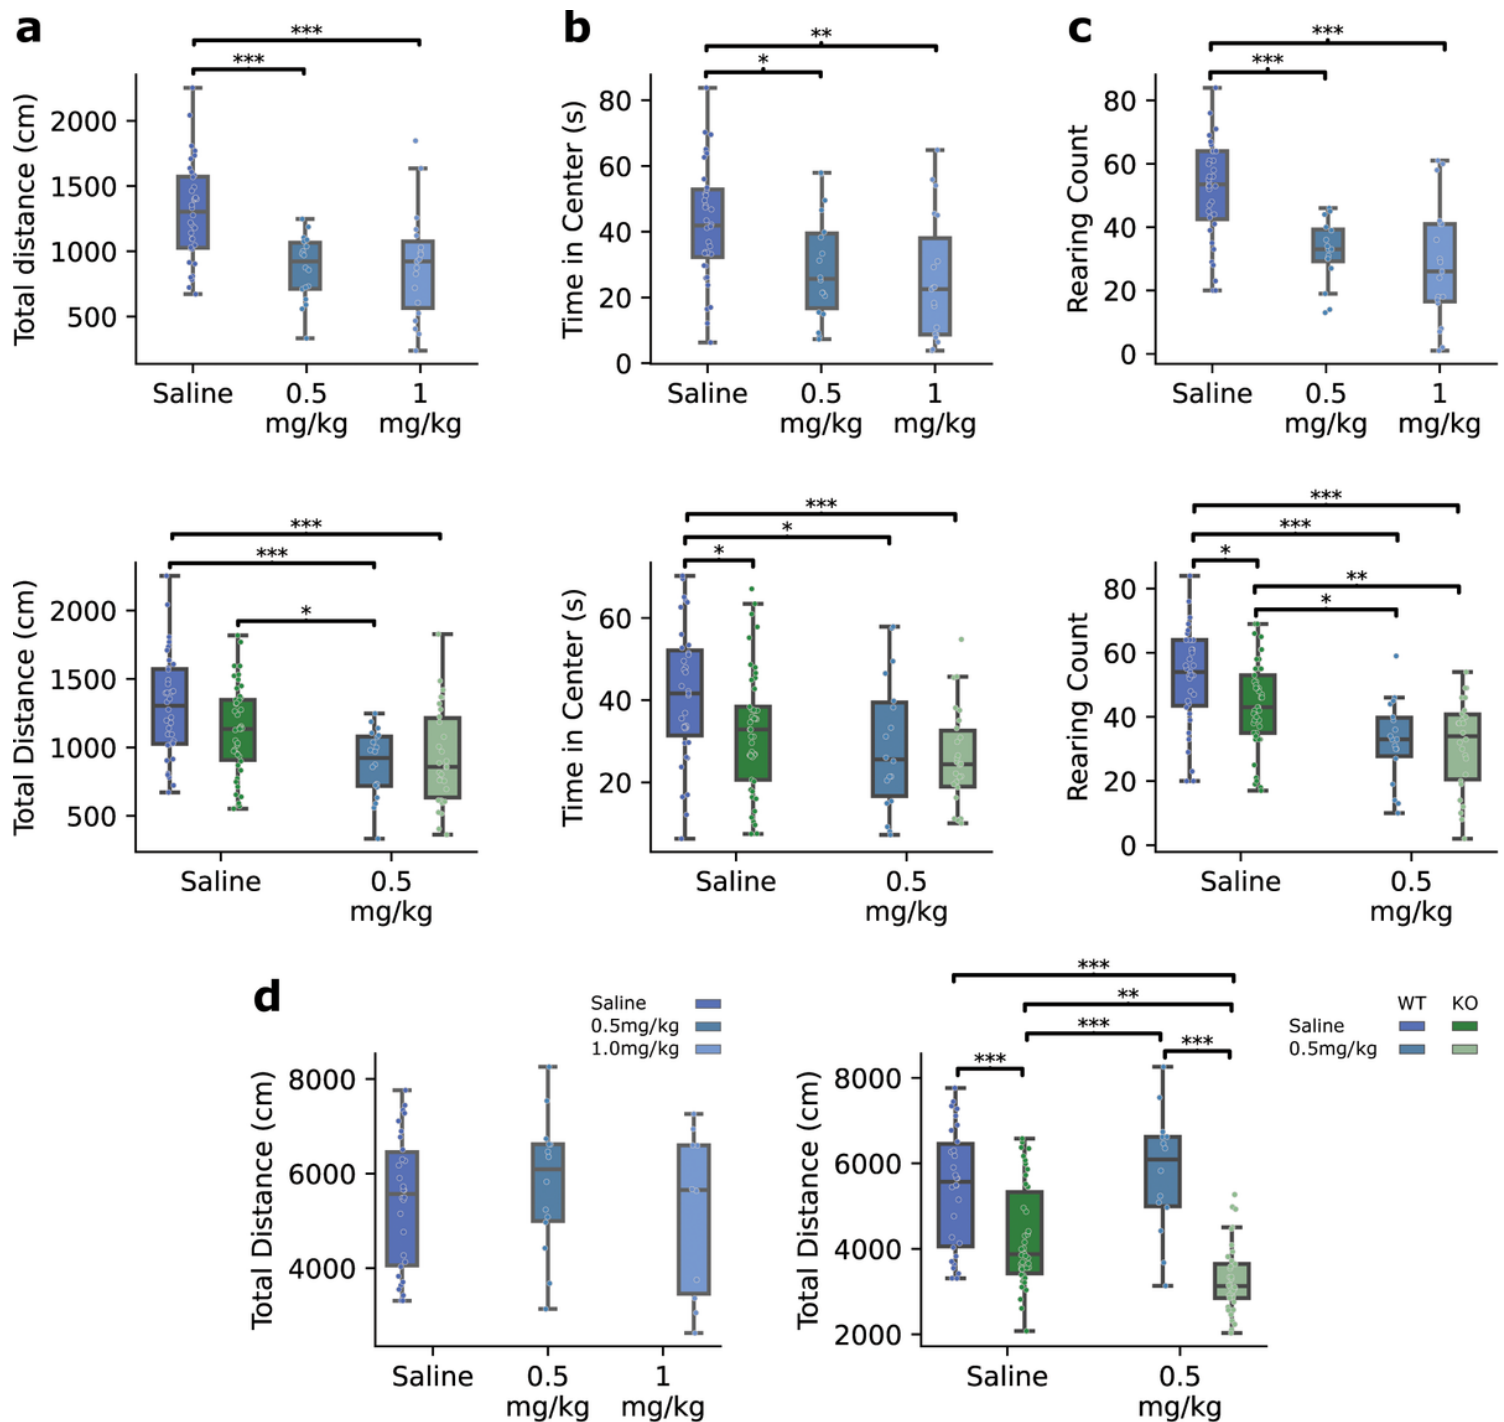 a
***
***
Total distance (cm)
2000
1500
1000
500
Saline
0.5
mg/kg
1
mg/kg
b
**
*
Time in Center (s)
80
60
40
20
0
Saline
0.5
mg/kg
1
mg/kg
c
***
***
Rearing Count
80
60
40
20
0
Saline
0.5
mg/kg
1
mg/kg
***
***
*
Total Distance (cm)
2000
1500
1000
500
Saline
0.5
mg/kg
***
*
*
Time in Center (s)
60
40
20
Saline
0.5
mg/kg
***
***
*
**
*
Rearing Count
80
60
40
20
0
Saline
0.5
mg/kg
d
Saline
0.5mg/kg
1.0mg/kg
Total Distance (cm)
8000
6000
4000
Saline
0.5
mg/kg
1
mg/kg
***
**
***
***
***
WT KO
Saline
0.5mg/kg
Total Distance (cm)
8000
6000
4000
2000
Saline
0.5
mg/kg